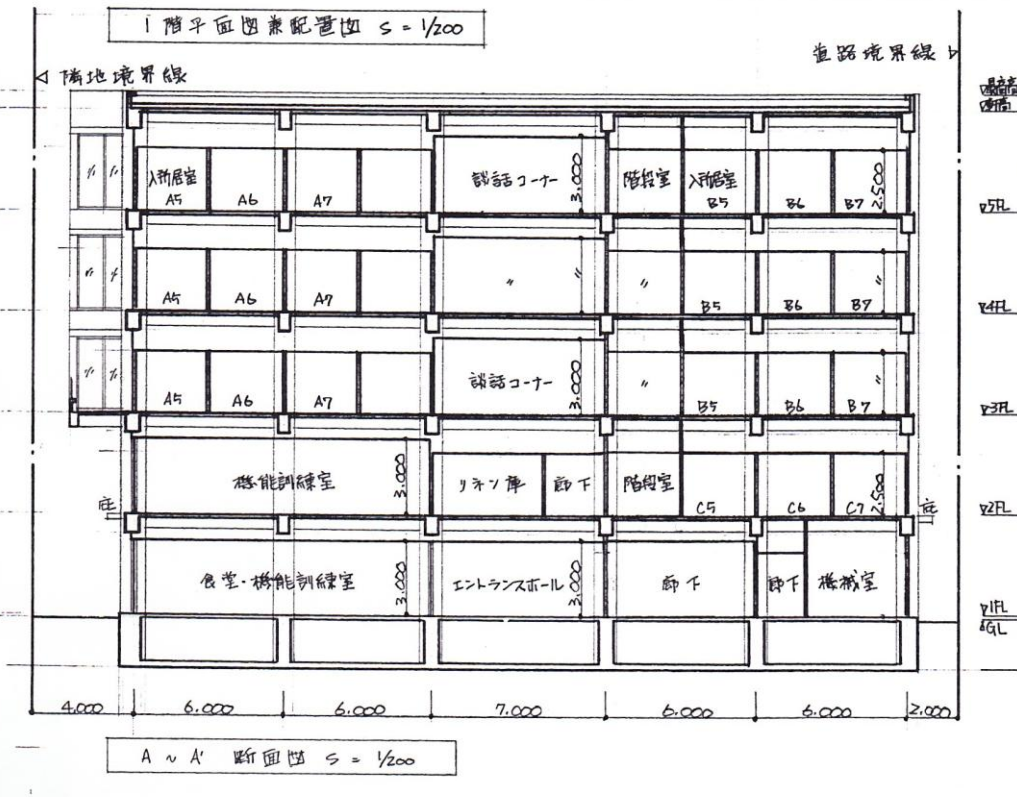 1階平面図兼配置図 S = 1/200
道路境界線
隣地境界線
最高高
軒高
入所居室
A5 A6 A7
談話コーナー
3.000
階段室
入所居室
B5 B6 B7
2.500
▽5FL
A5 A6 A7
〃 〃
〃
B5 B6 B7
〃
▽4FL
A5 A6 A7
談話コーナー
3.000
〃
B5 B6 B7
〃
▽3FL
機能訓練室
3.000
リネン庫
廊下
階段室
C5 C6 C7
2.500
庇
庇
▽2FL
食堂・機能訓練室
3.000
エントランスホール
3.000
廊下
廊下
機械室
▽1FL
GL
4.000 6.000 6.000 7.000 6.000 6.000 2.000
A ~ A' 断面図 S = 1/200